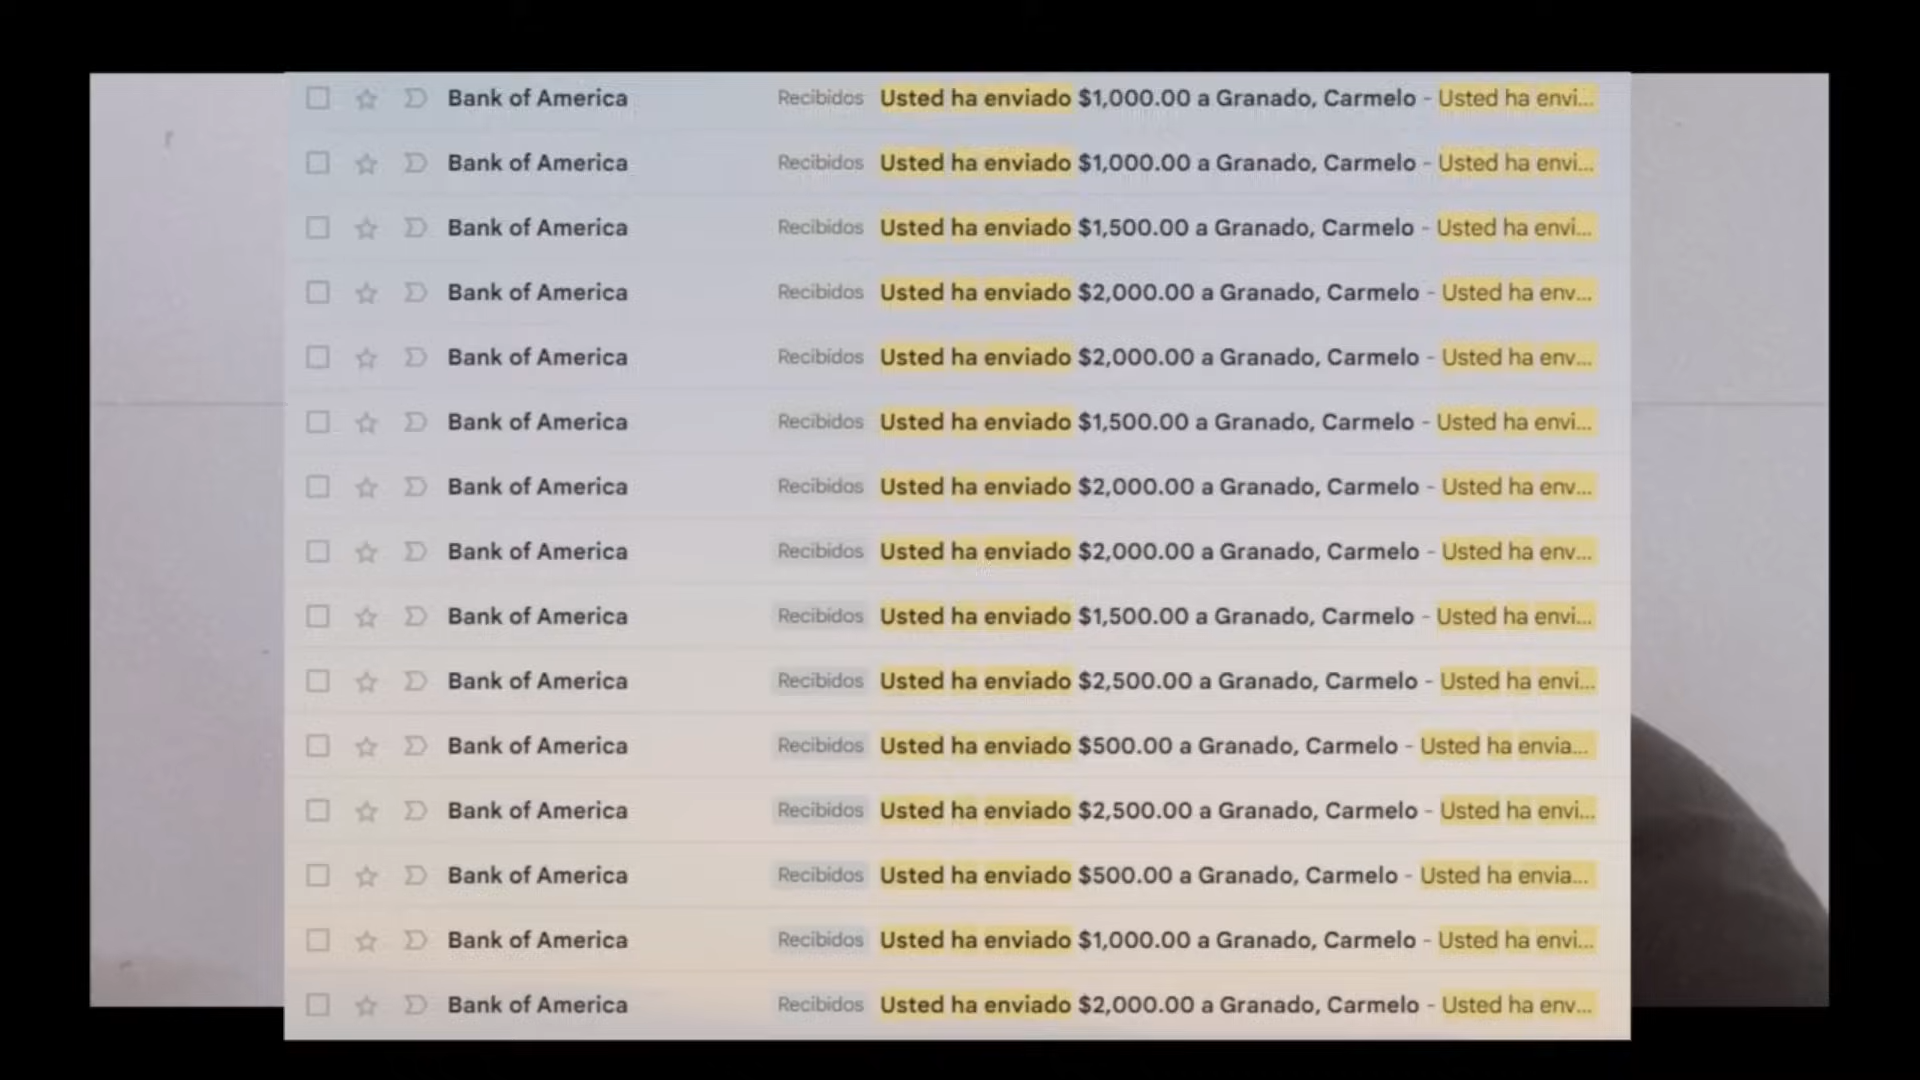 Bank of America Recibidos Usted ha enviado $1,000.00 a Granado, Carmelo - Usted ha envi...
Bank of America Recibidos Usted ha enviado $1,000.00 a Granado, Carmelo - Usted ha envi...
Bank of America Recibidos Usted ha enviado $1,500.00 a Granado, Carmelo - Usted ha envi...
Bank of America Recibidos Usted ha enviado $2,000.00 a Granado, Carmelo - Usted ha env...
Bank of America Recibidos Usted ha enviado $2,000.00 a Granado, Carmelo - Usted ha env...
Bank of America Recibidos Usted ha enviado $1,500.00 a Granado, Carmelo - Usted ha envi...
Bank of America Recibidos Usted ha enviado $2,000.00 a Granado, Carmelo - Usted ha env...
Bank of America Recibidos Usted ha enviado $2,000.00 a Granado, Carmelo - Usted ha env...
Bank of America Recibidos Usted ha enviado $1,500.00 a Granado, Carmelo - Usted ha envi...
Bank of America Recibidos Usted ha enviado $2,500.00 a Granado, Carmelo - Usted ha envi...
Bank of America Recibidos Usted ha enviado $500.00 a Granado, Carmelo - Usted ha envia...
Bank of America Recibidos Usted ha enviado $2,500.00 a Granado, Carmelo - Usted ha envi...
Bank of America Recibidos Usted ha enviado $500.00 a Granado, Carmelo - Usted ha envia...
Bank of America Recibidos Usted ha enviado $1,000.00 a Granado, Carmelo - Usted ha envi...
Bank of America Recibidos Usted ha enviado $2,000.00 a Granado, Carmelo - Usted ha env...